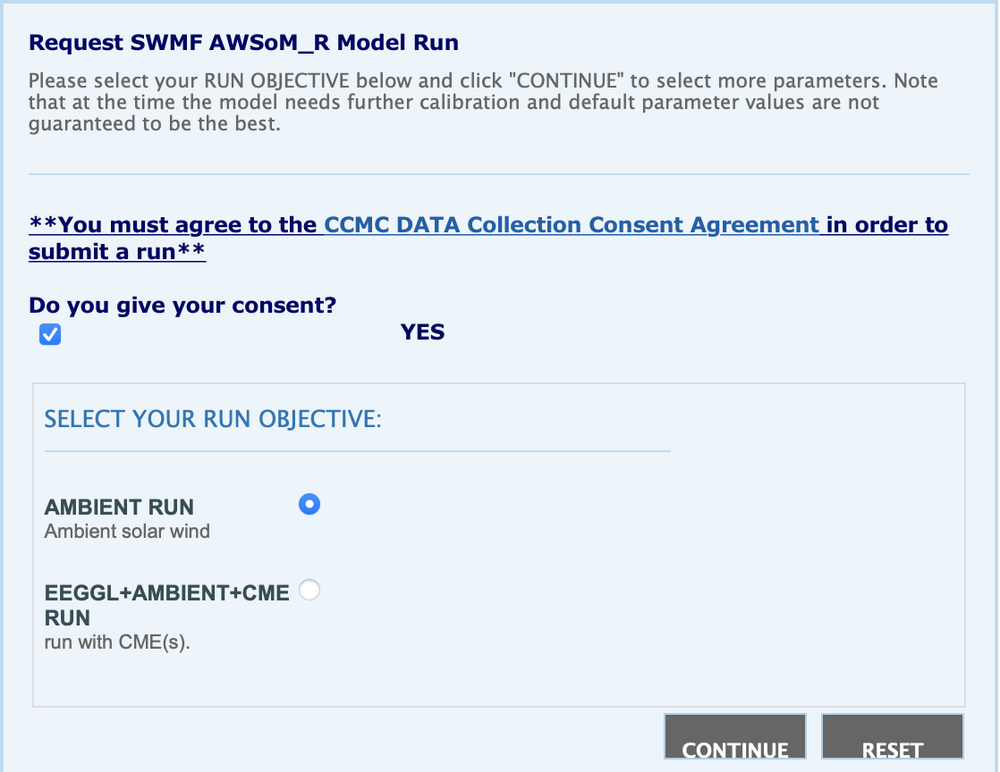 Request SWMF AWSoM_R Model Run
Please select your RUN OBJECTIVE below and click "CONTINUE" to select more parameters. Note
that at the time the model needs further calibration and default parameter values are not
guaranteed to be the best.
**You must agree to the CCMC DATA Collection Consent Agreement in order to
submit a run**
Do you give your consent?
YES
SELECT YOUR RUN OBJECTIVE:
AMBIENT RUN
Ambient solar wind
EEGGL+AMBIENT+CME
RUN
run with CME(s).
CONTINUE RESET